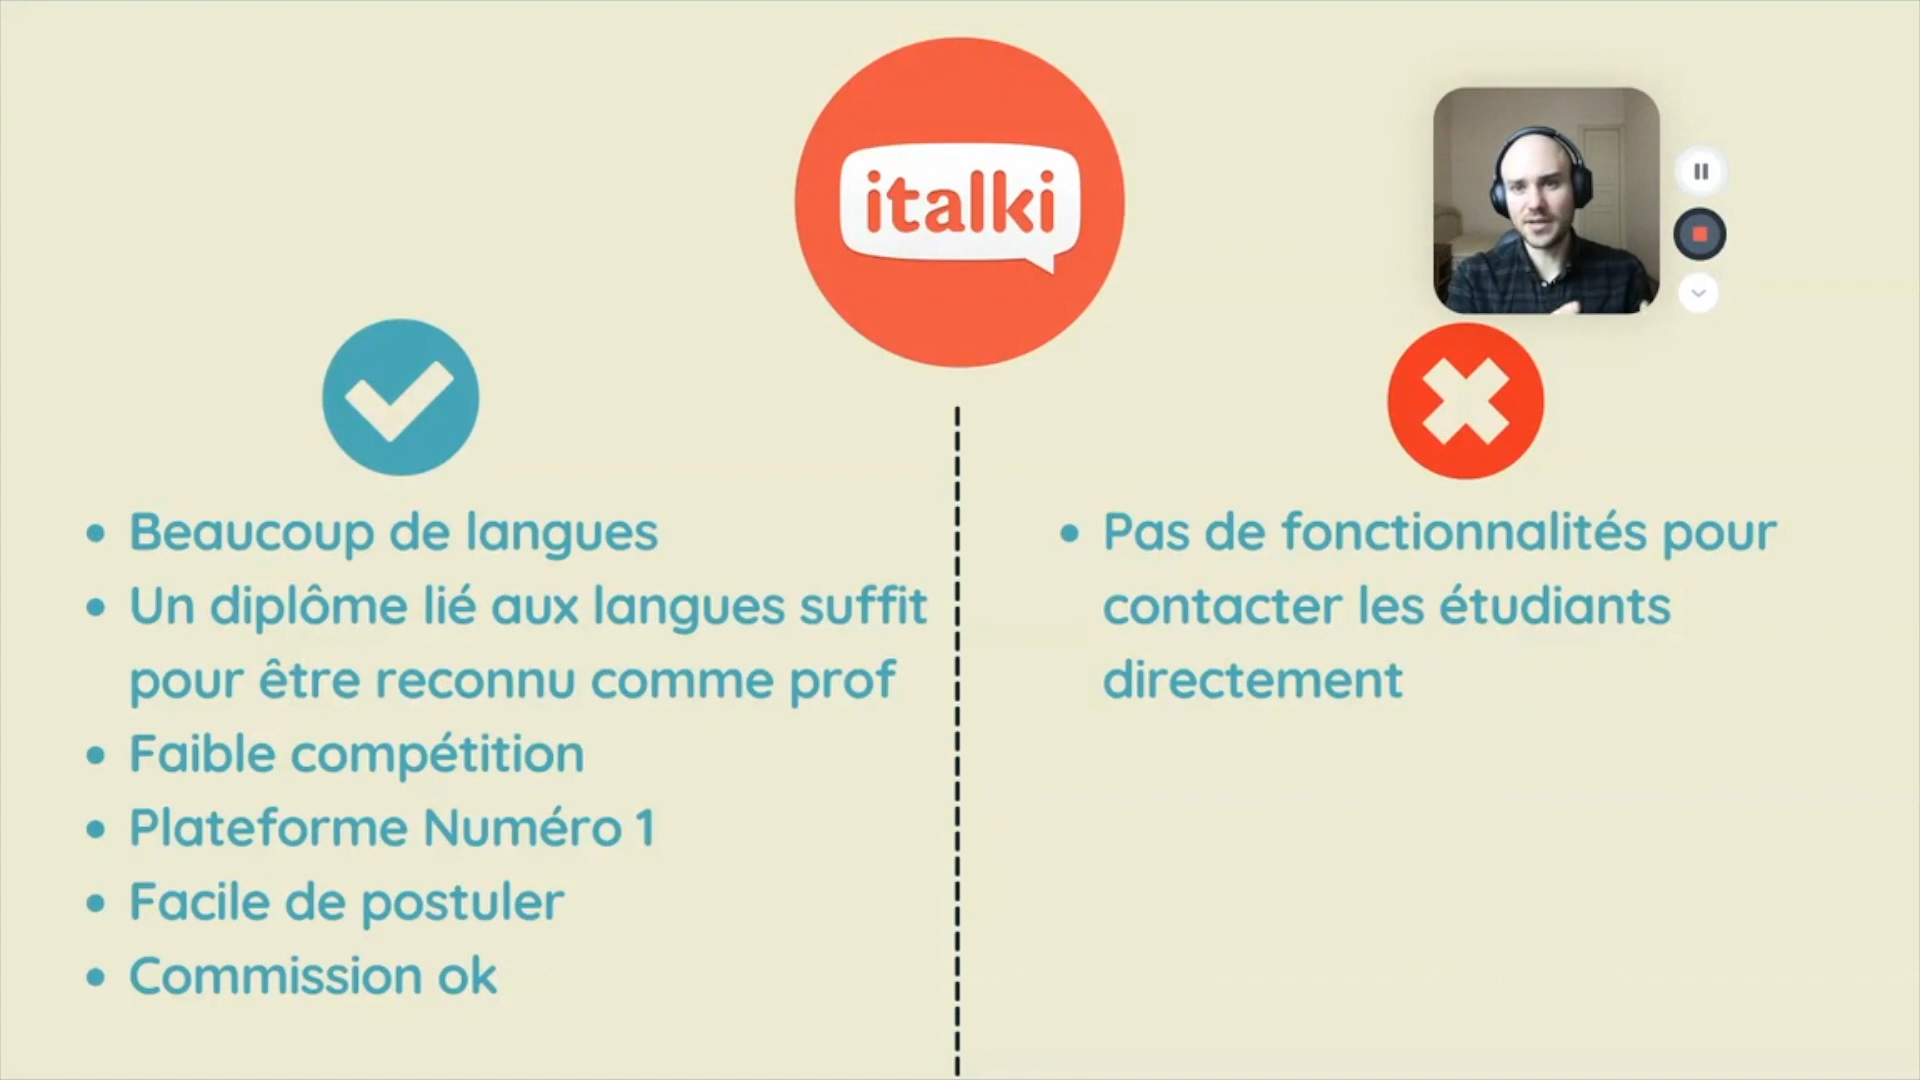 italki
Beaucoup de langues
Un diplôme lié aux langues suffit
pour être reconnu comme prof
Faible compétition
Plateforme Numéro 1
Facile de postuler
Commission ok
Pas de fonctionnalités pour
contacter les étudiants
directement